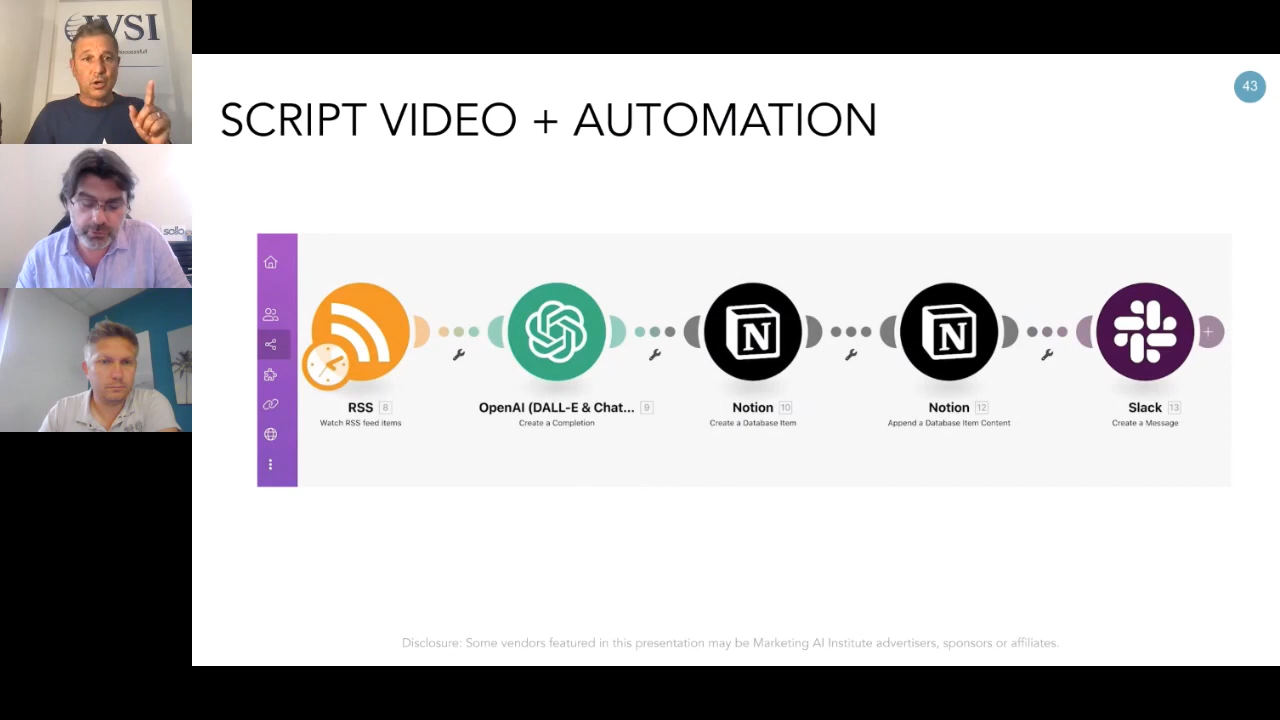 WSI
sollo
43
SCRIPT VIDEO + AUTOMATION
RSS 8
Watch RSS feed items
OpenAI (DALL-E & Chat... 9
Create a Completion
Notion 10
Create a Database Item
Notion 12
Append a Database Item Content
Slack 13
Create a Message
Disclosure: Some vendors featured in this presentation may be Marketing AI Institute advertisers, sponsors or affiliates.